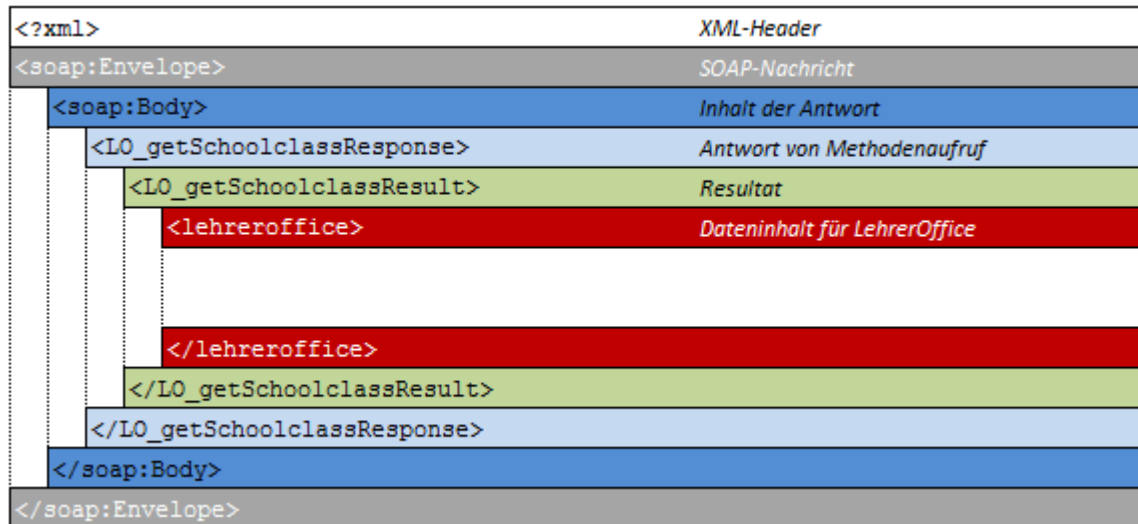 <?xml> XML-Header
<soap:Envelope> SOAP-Nachricht
<soap:Body> Inhalt der Antwort
<LO_getSchoolclassResponse> Antwort von Methodenaufruf
<LO_getSchoolclassResult> Resultat
<lehreroffice> Dateninhalt für LehrerOffice
</lehreroffice>
</LO_getSchoolclassResult>
</LO_getSchoolclassResponse>
</soap:Body>
</soap:Envelope>